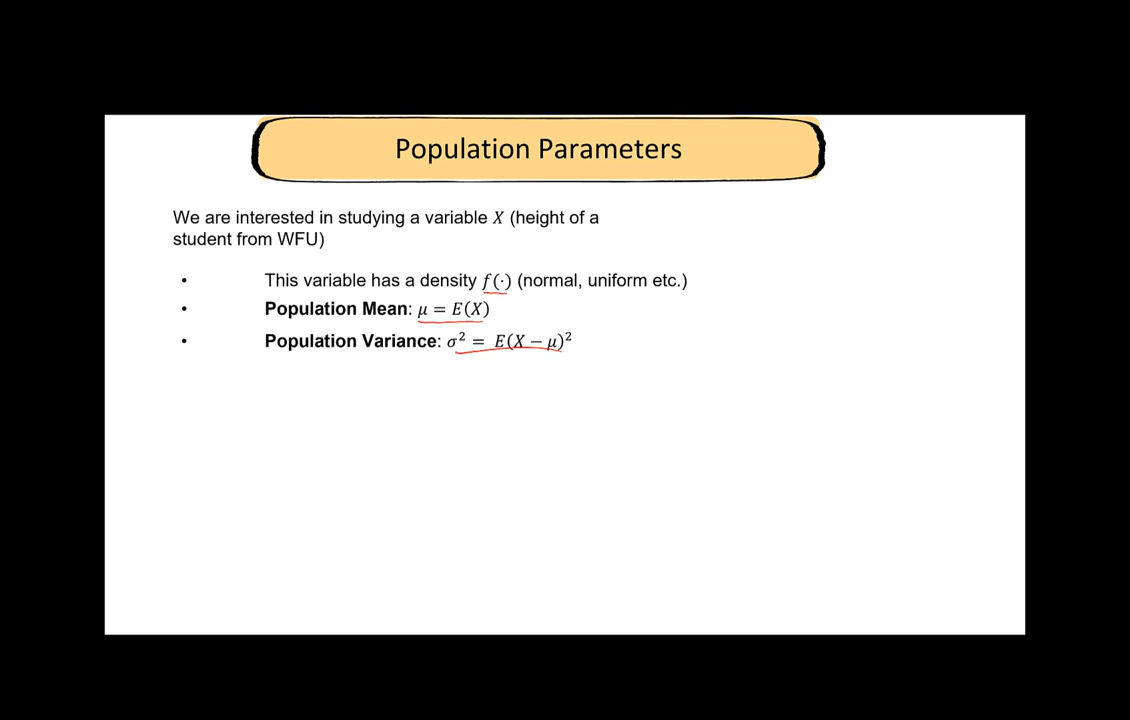 Population Parameters
We are interested in studying a variable X (height of a
student from WFU)
• This variable has a density f(·) (normal, uniform etc.)
• Population Mean: μ = E(X)
• Population Variance: σ² = E(X − μ)²